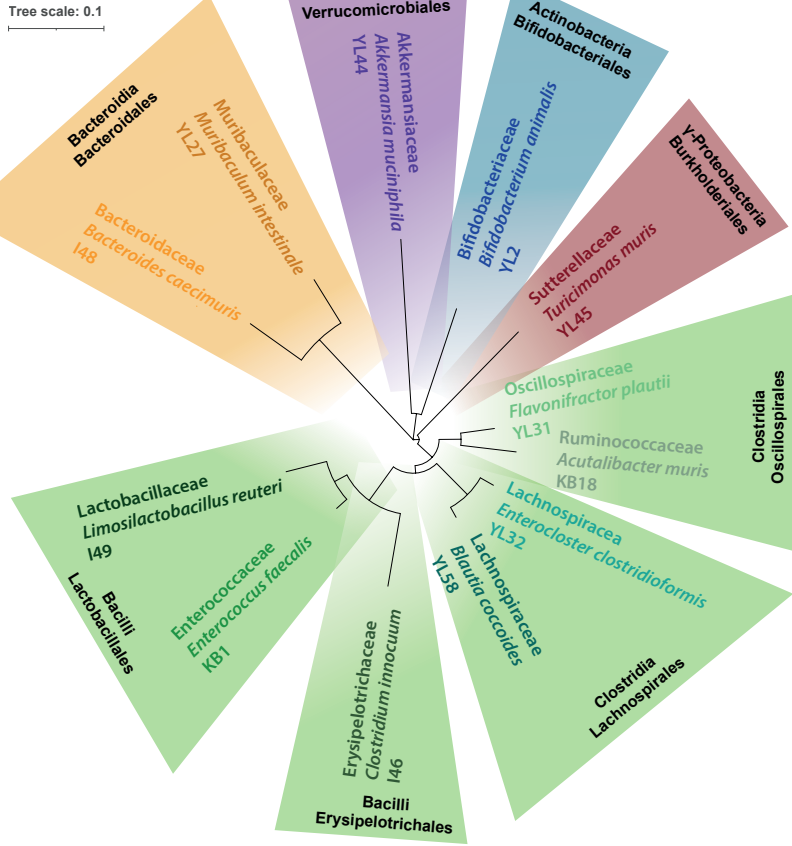 Tree scale: 0.1
Verrucomicrobiales
Akkermansiaceae
Akkermansia muciniphila
YL44
Actinobacteria
Bifidobacteriales
Bifidobacteriaceae
Bifidobacterium animalis
YL2
γ-Proteobacteria
Burkholderiales
Sutterellaceae
Turicimonas muris
YL45
Bacteroidia
Bacteroidales
Muribaculaceae
Muribaculum intestinale
YL27
Bacteroidaceae
Bacteroides caecimuris
I48
Clostridia
Oscillospirales
Oscillospiraceae
Flavonifractor plautii
YL31
Ruminococcaceae
Acutalibacter muris
KB18
Lachnospiracea
Enterocloster clostridioformis
YL32
Lachnospiraceae
Blautia coccoides
YL58
Clostridia
Lachnospirales
Lactobacillaceae
Limosilactobacillus reuteri
I49
Enterococcaceae
Enterococcus faecalis
KB1
Bacilli
Lactobacillales
Erysipelotrichaceae
Clostridium innocuum
I46
Bacilli
Erysipelotrichales